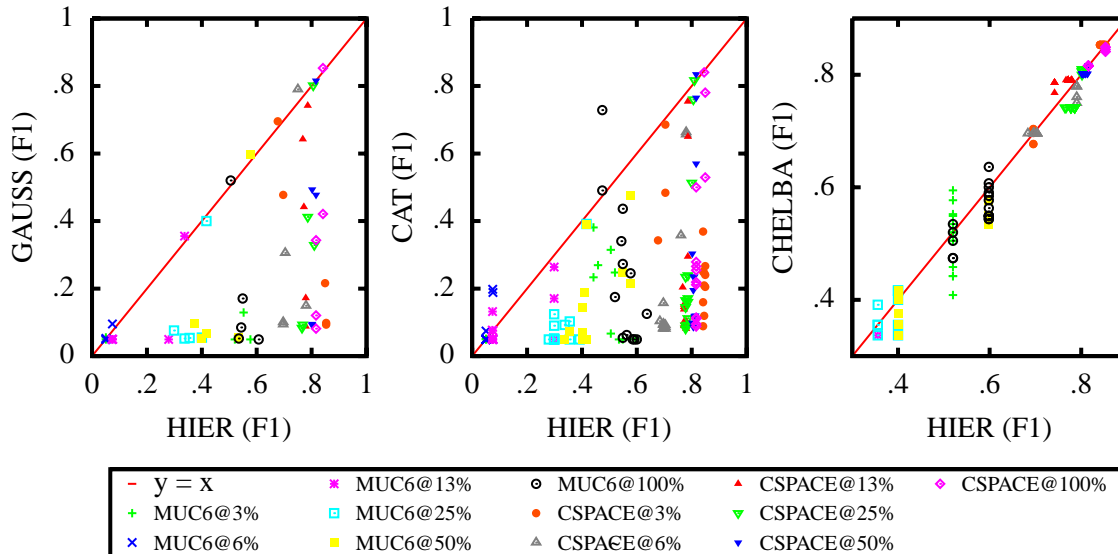 1
.8
.6
.4
.2
0
0 .2 .4 .6 .8 1
GAUSS (F1)
HIER (F1)
1
.8
.6
.4
.2
0
0 .2 .4 .6 .8 1
CAT (F1)
HIER (F1)
.8
.6
.4
.4 .6 .8
CHELBA (F1)
HIER (F1)
y = x
MUC6@3%
MUC6@6%
MUC6@13%
MUC6@25%
MUC6@50%
MUC6@100%
CSPACE@3%
CSPACE@6%
CSPACE@13%
CSPACE@25%
CSPACE@50%
CSPACE@100%